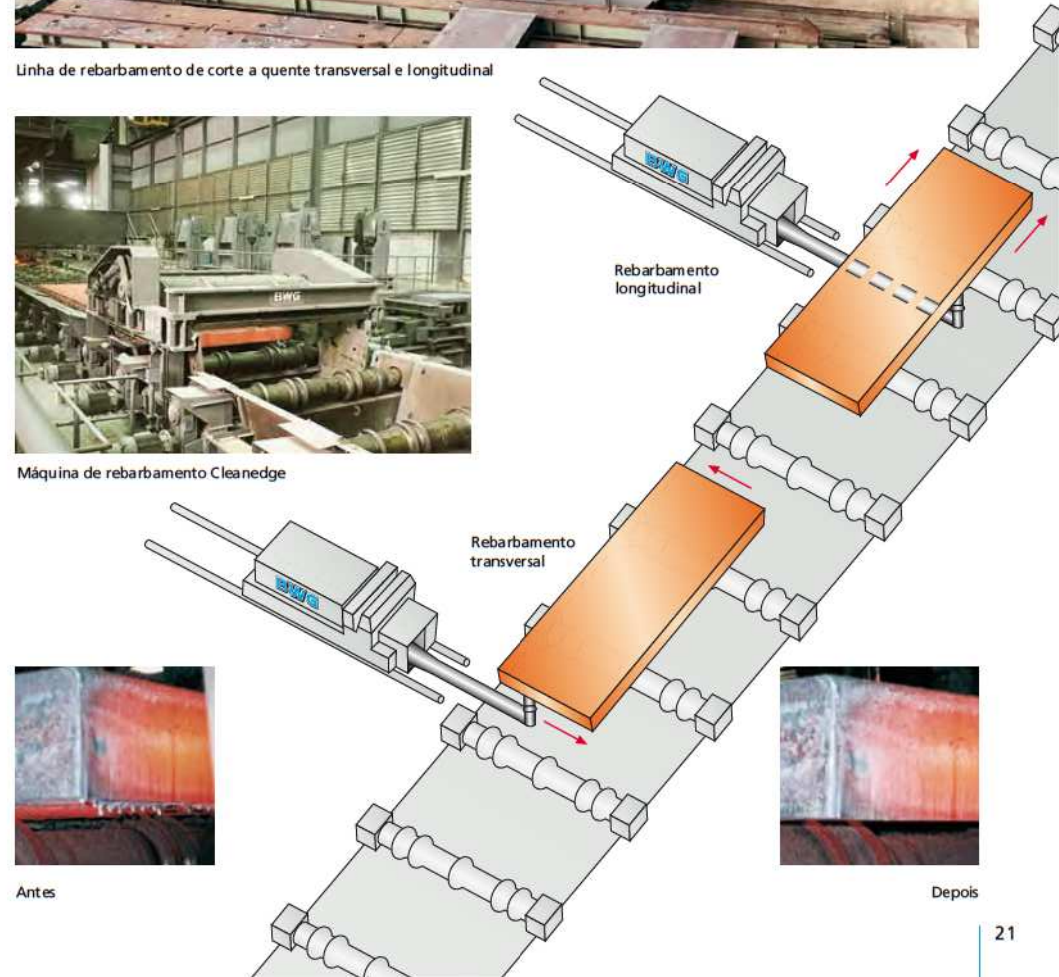 Linha de rebarbamento de corte a quente transversal e longitudinal
BWG
Rebarbamento
longitudinal
BWG
Máquina de rebarbamento Cleanedge
Rebarbamento
transversal
BWG
Antes
Depois
21